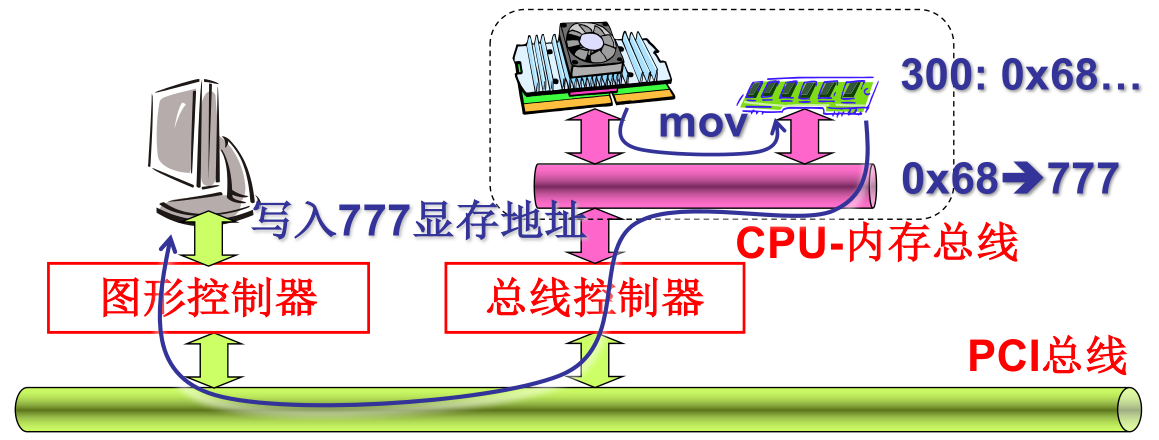 300: 0x68…
mov
0x68➔777
写入777显存地址
CPU-内存总线
图形控制器
总线控制器
PCI总线